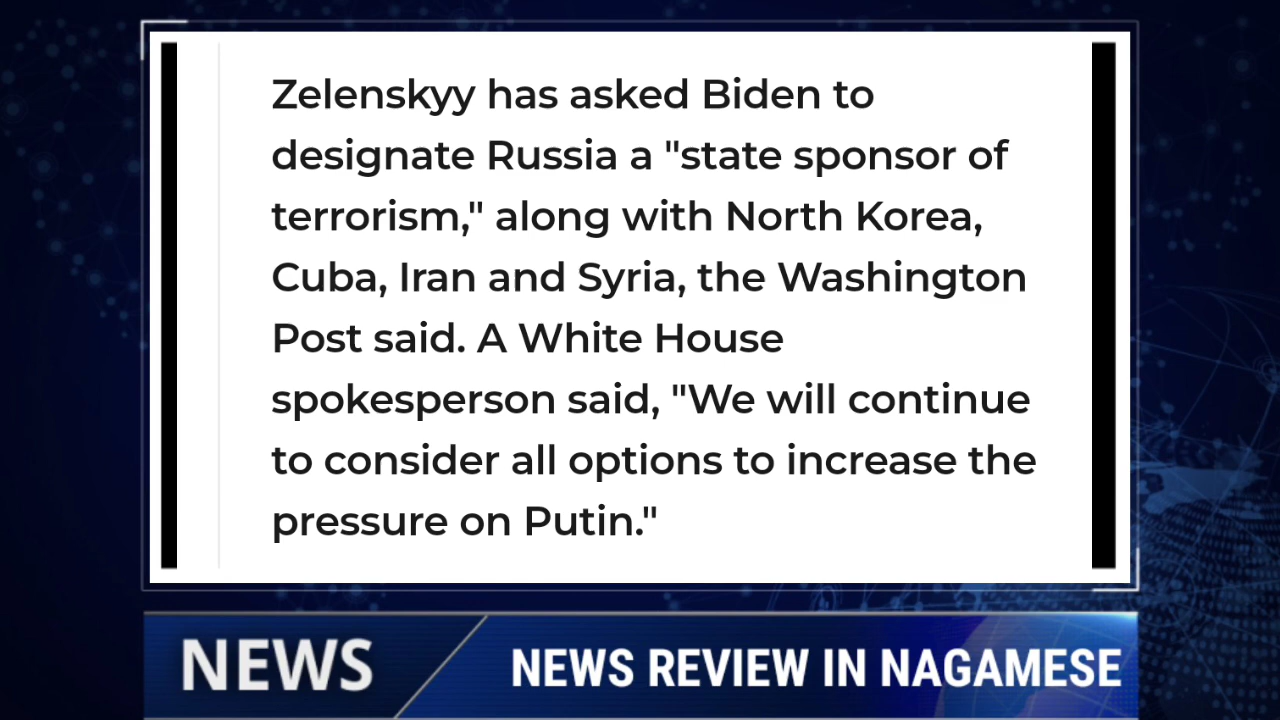 Zelenskyy has asked Biden to
designate Russia a "state sponsor of
terrorism," along with North Korea,
Cuba, Iran and Syria, the Washington
Post said. A White House
spokesperson said, "We will continue
to consider all options to increase the
pressure on Putin."
NEWS
NEWS REVIEW IN NAGAMESE